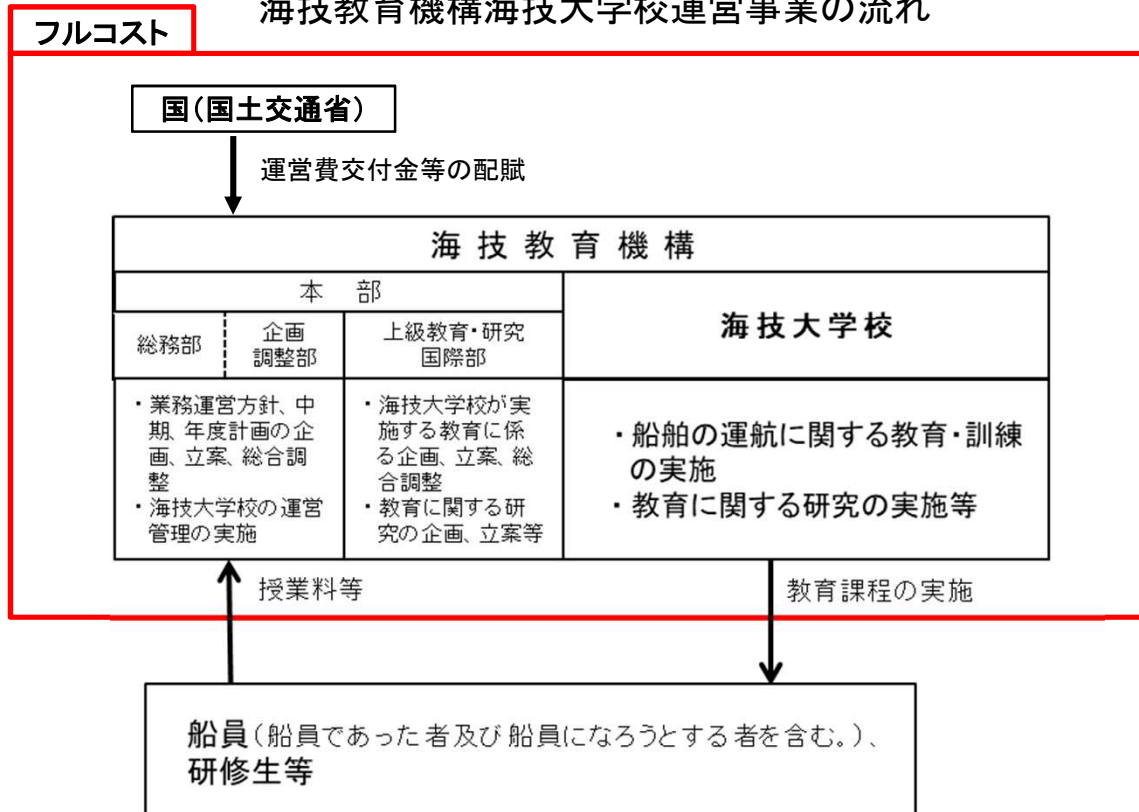 海技教育機構海技大学校運営事業の流れ
フルコスト
国（国土交通省）
運営費交付金等の配賦
海技教育機構
本部
海技大学校
総務部
企画
調整部
上級教育・研究
国際部
・業務運営方針、中
期、年度計画の企
画、立案、総合調
整
・海技大学校の運営
管理の実施
・海技大学校が実
施する教育に係
る企画、立案、総
合調整
・教育に関する研
究の企画、立案等
・船舶の運航に関する教育・訓練
の実施
・教育に関する研究の実施等
授業料等
教育課程の実施
船員（船員であった者及び船員になろうとする者を含む。）、
研修生等